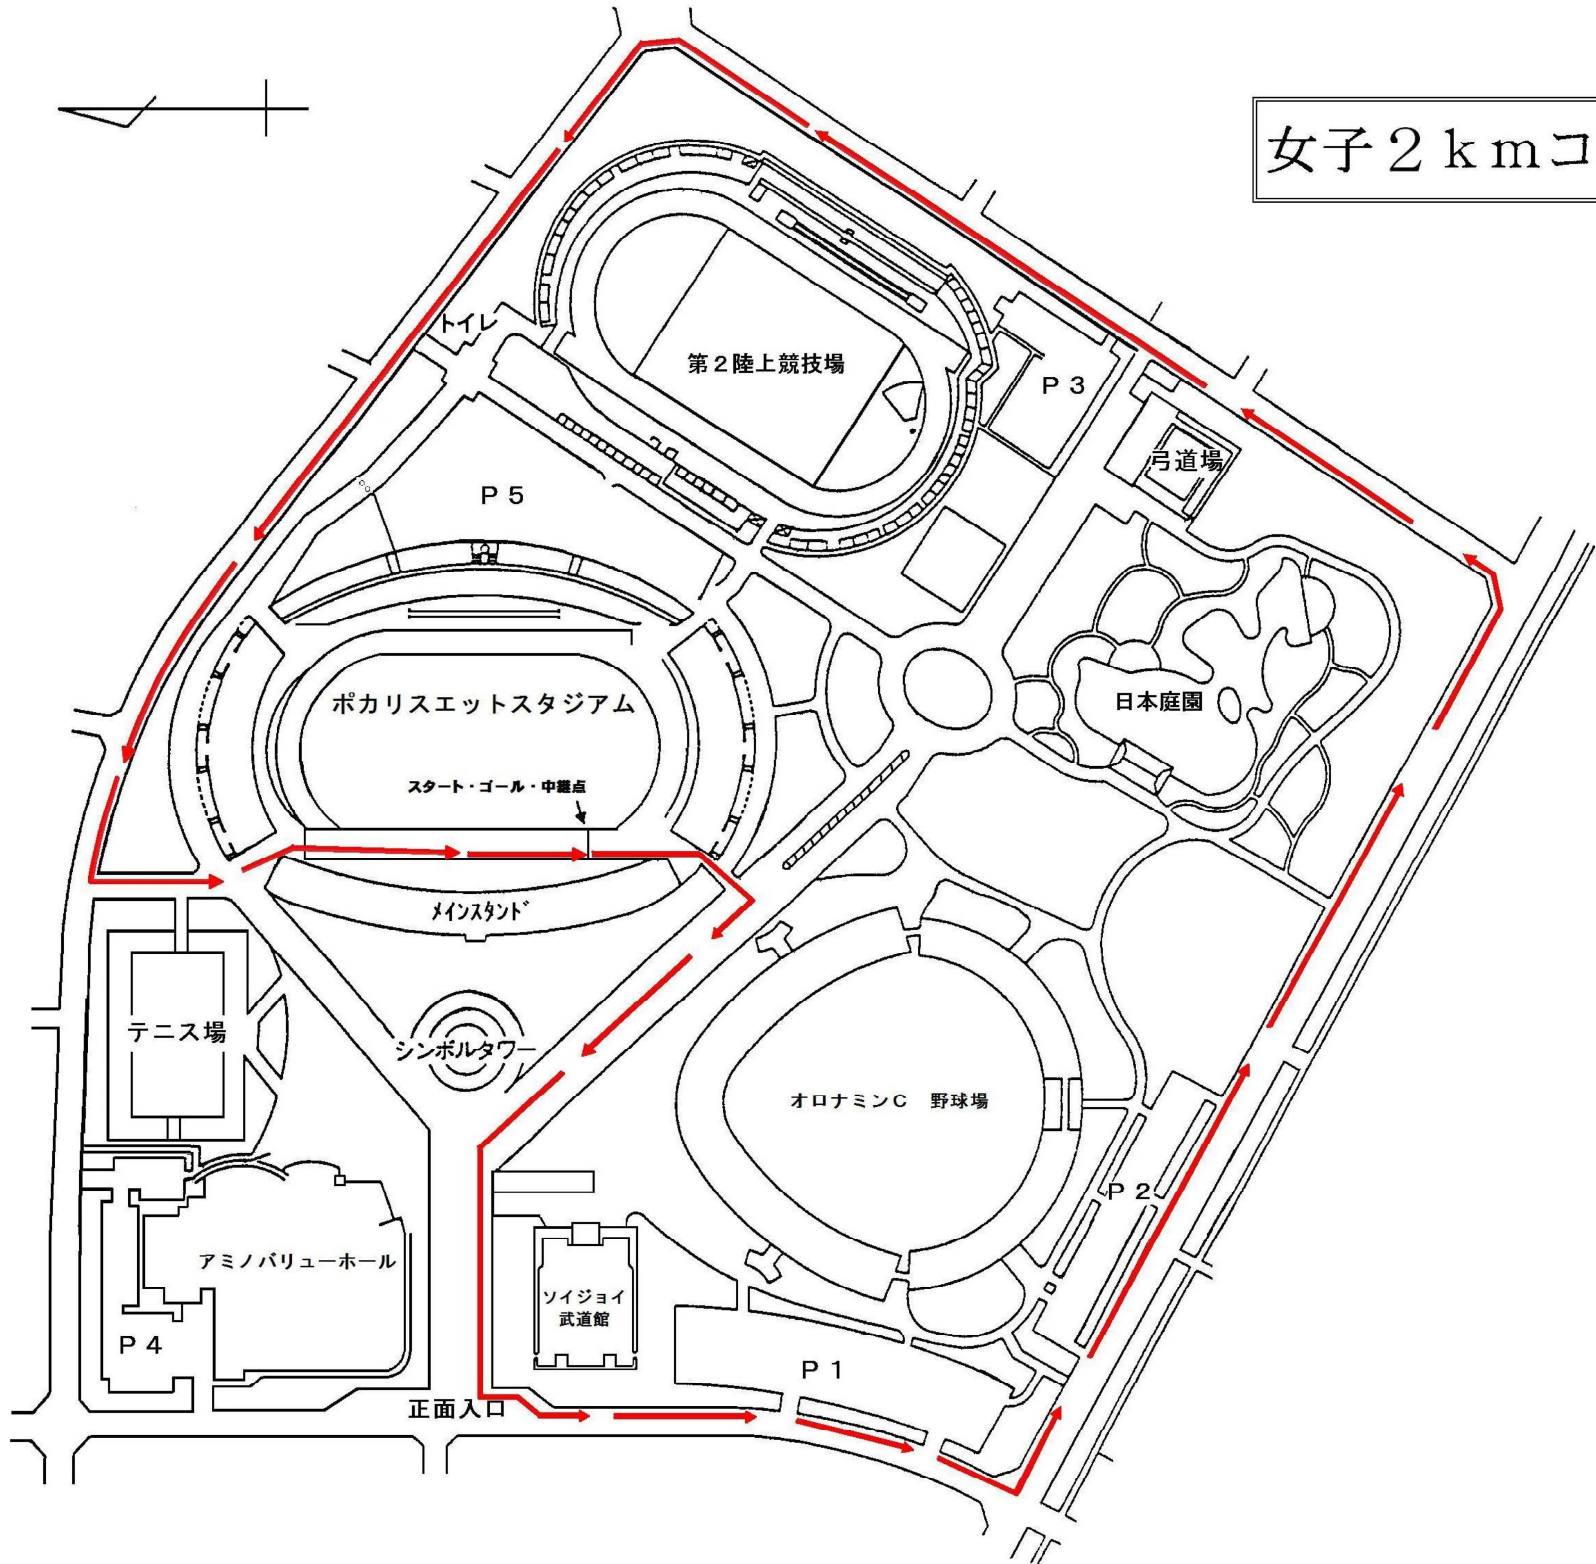 女子２ｋｍコ
トイレ
第２陸上競技場
Ｐ３
弓道場
Ｐ５
ポカリスエットスタジアム
日本庭園
スタート・ゴール・中継点
メインスタンド
テニス場
シンボルタワー
オロナミンＣ　野球場
Ｐ２
アミノバリューホール
ソイジョイ
武道館
Ｐ４
Ｐ１
正面入口